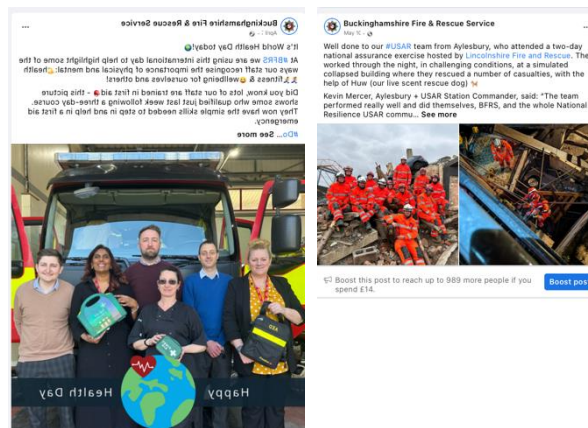 Buckinghamshire Fire & Rescue Service
April
It's World Health Day today!
At #BFRS we are using this international day to help highlight some of the
ways our staff recognise the importance of physical and mental: health
& fitness & wellbeing for ourselves and others!
Did you know, lots of our staff are trained in first aid - this picture
shows some who qualified just last week following a three-day course.
They now have the simple skills needed to step in and help in a first aid
emergency.
#Do... See more
AED
Happy
Health Day
Buckinghamshire Fire & Rescue Service
May
Well done to our #USAR team from Aylesbury, who attended a two-day
national assurance exercise hosted by Lincolnshire Fire and Rescue. The
worked through the night, in challenging conditions, at a simulated
collapsed building where they rescued a number of casualties, with the
help of Huw (our live scent rescue dog)
Kevin Mercer, Aylesbury + USAR Station Commander, said: "The team
performed really well and did themselves, BFRS, and the whole National
Resilience USAR commu... See more
Boost this post to reach up to 989 more people if you
spend £14.
Boost pos